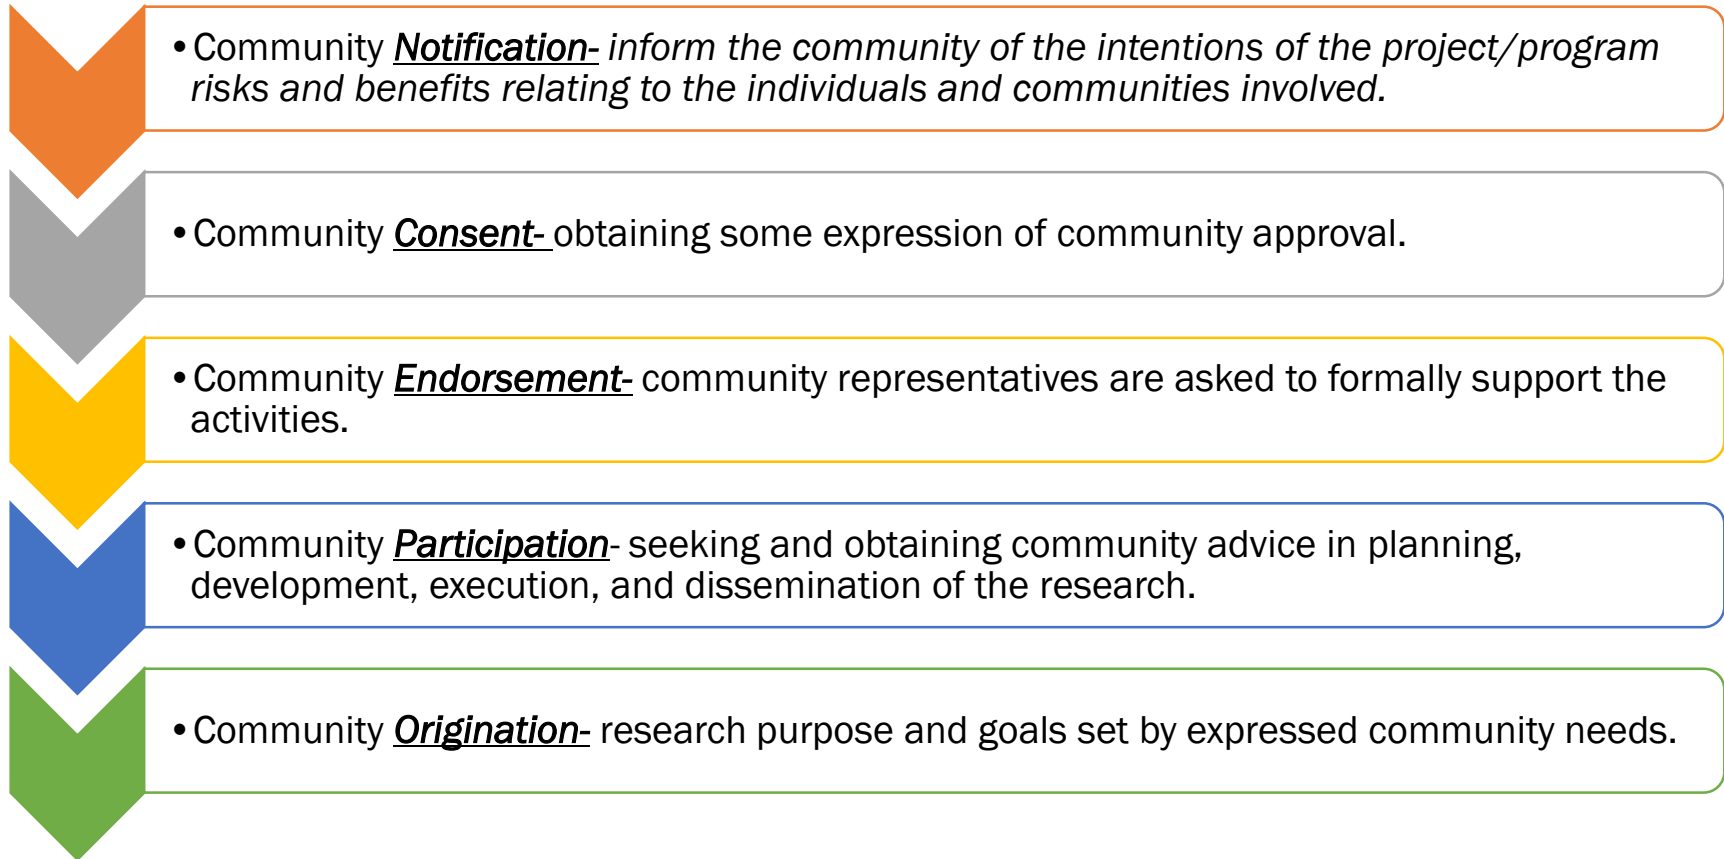 •Community Notification- inform the community of the intentions of the project/program
risks and benefits relating to the individuals and communities involved.
•Community Consent- obtaining some expression of community approval.
•Community Endorsement- community representatives are asked to formally support the
activities.
•Community Participation- seeking and obtaining community advice in planning,
development, execution, and dissemination of the research.
•Community Origination- research purpose and goals set by expressed community needs.